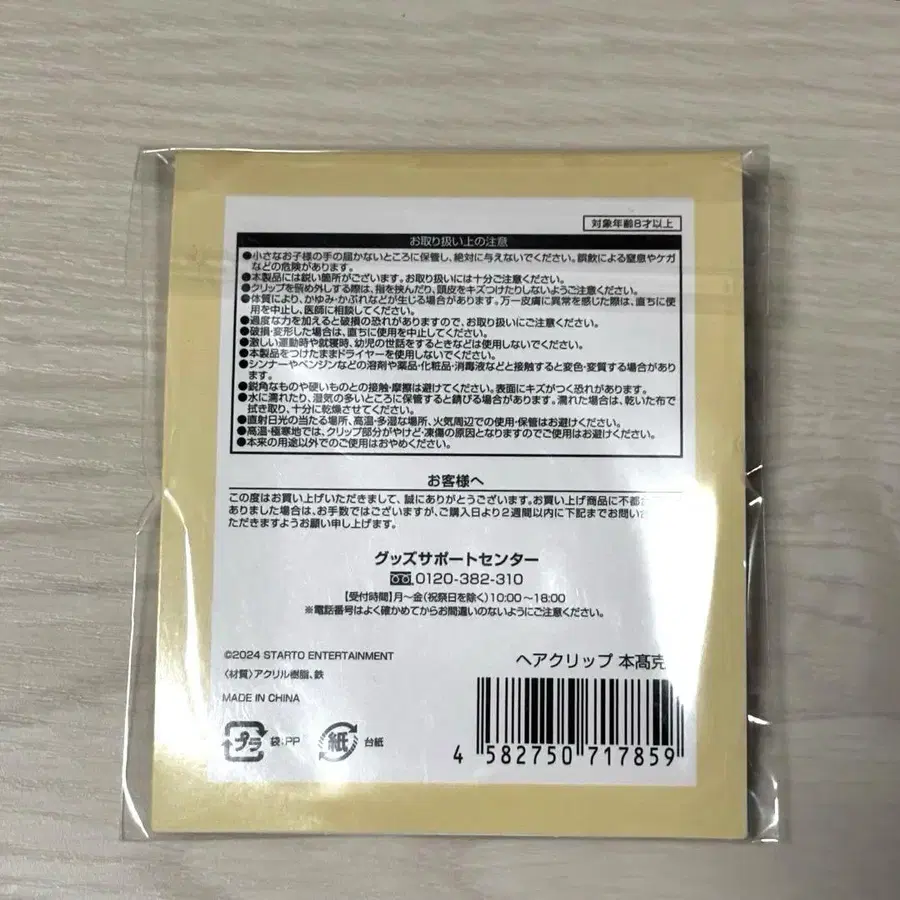 対象年齢8才以上
お取り扱い上の注意
●小さなお子様の手の届かないところに保管し、絶対に与えないでください。誤飲による窒息やケガ
などの危険があります。
●本製品には鋭い箇所がございます。お取り扱いには十分ご注意ください。
●クリップを留め外しする際は、指を挟んだり、頭皮をキズつけたりしないようご注意ください。
●体質により、かゆみ・かぶれなどが生じる場合があります。万一皮膚に異常を感じた際は、直ちに使
用を中止し、医師に相談してください。
●過度な力を加えると破損の恐れがありますので、お取り扱いにご注意ください。
●破損・変形した場合は、直ちに使用を中止してください。
●激しい運動時や就寝時、幼児の世話をするときなどは使用しないでください。
●本製品をつけたままドライヤーを使用しないでください。
●シンナーやベンジンなどの溶剤や薬品・化粧品・消毒液などと接触すると変色・変質する場合があり
ます。
●鋭角なものや硬いものとの接触・摩擦は避けてください。表面にキズがつく恐れがあります。
●水に濡れたり、湿気の多いところに保管すると錆びる場合があります。濡れた場合は、乾いた布で
拭き取り、十分に乾燥させてください。
●直射日光の当たる場所、高温・多湿な場所、火気周辺での使用・保管はお避けください。
●高温・極寒地では、クリップ部分がやけど・凍傷の原因となりますのでご使用はお避けください。
●本来の用途以外でのご使用はおやめください。
お客様へ
この度はお買い上げいただきまして、誠にありがとうございます。お買い上げ商品に不都
ありました場合は、お手数ではございますが、ご購入日より2週間以内に下記までお問い
ただきますようお願い申し上げます。
グッズサポートセンター
0120-382-310
【受付時間】月～金(祝祭日を除く)10:00～18:00
※電話番号はよく確かめてからお間違いのないようにご注意ください。
©2024 STARTO ENTERTAINMENT
〈材質〉アクリル樹脂、鉄
MADE IN CHINA
ヘアクリップ 本髙克
プラ 袋:PP 紙 台紙
4 582750 717859